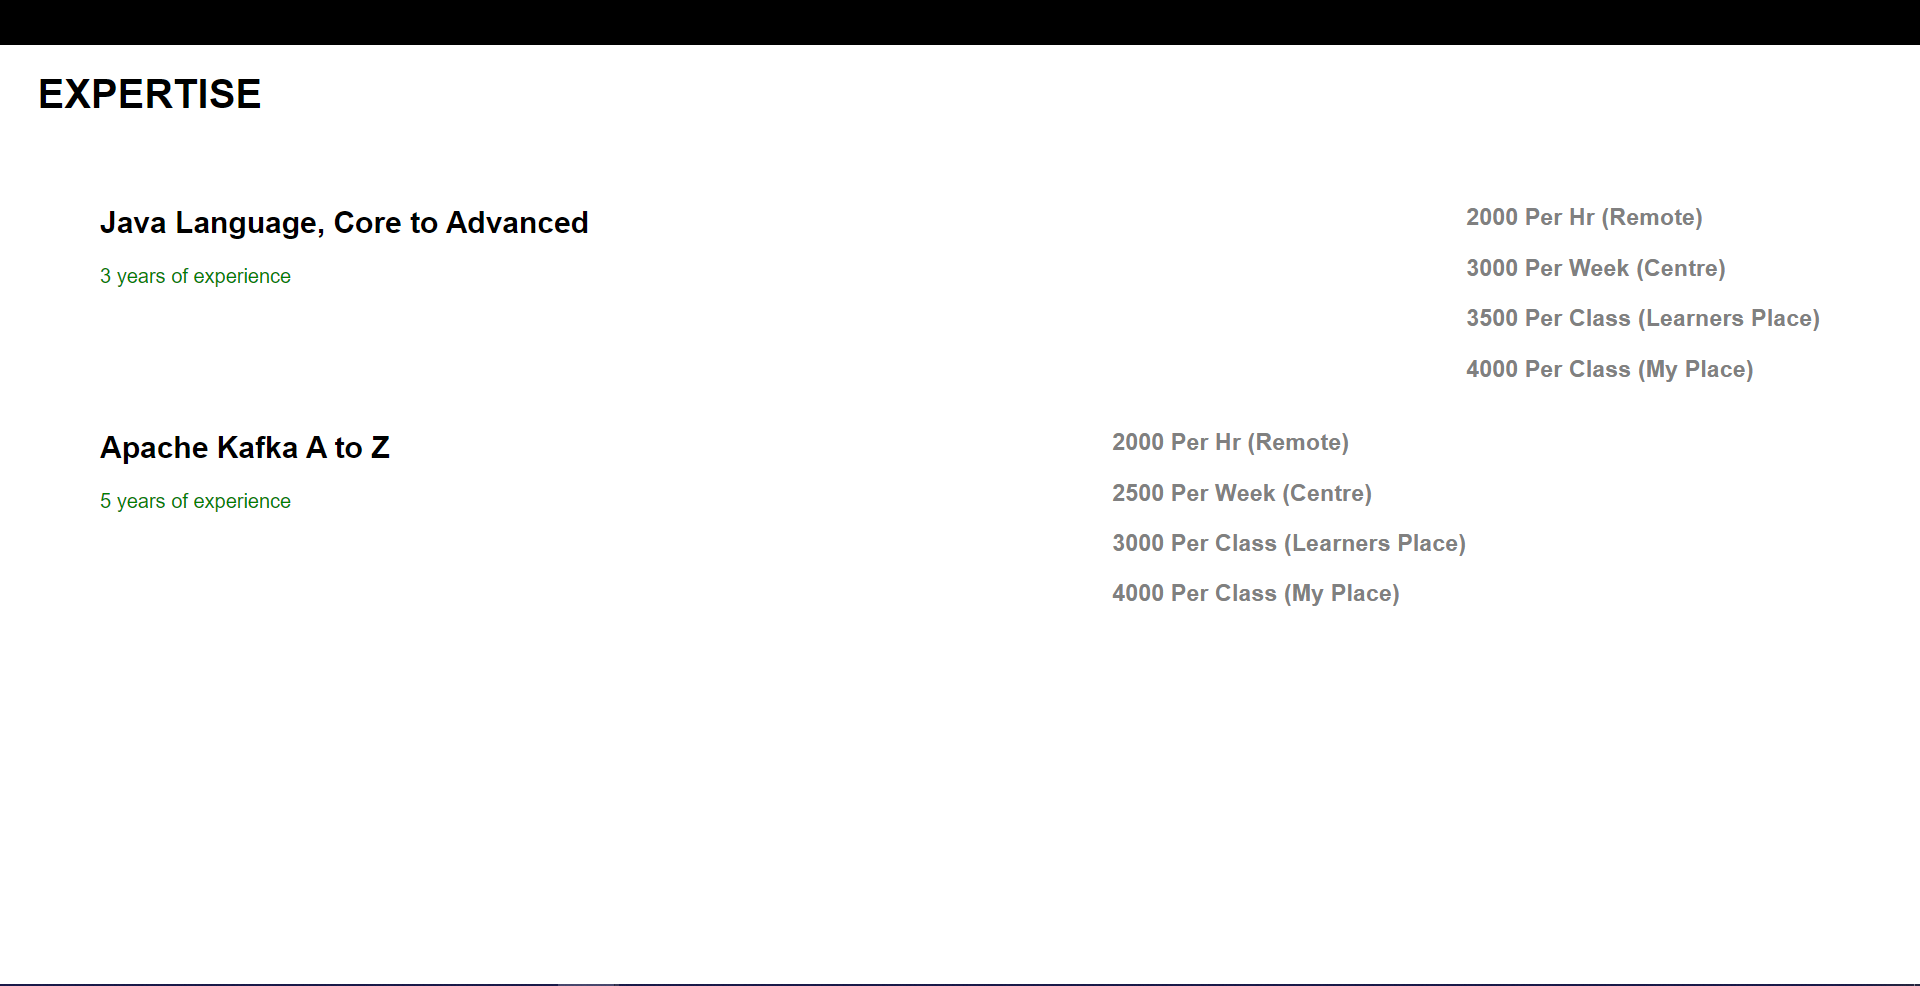 EXPERTISE
Java Language, Core to Advanced
3 years of experience
2000 Per Hr (Remote)
3000 Per Week (Centre)
3500 Per Class (Learners Place)
4000 Per Class (My Place)
Apache Kafka A to Z
5 years of experience
2000 Per Hr (Remote)
2500 Per Week (Centre)
3000 Per Class (Learners Place)
4000 Per Class (My Place)